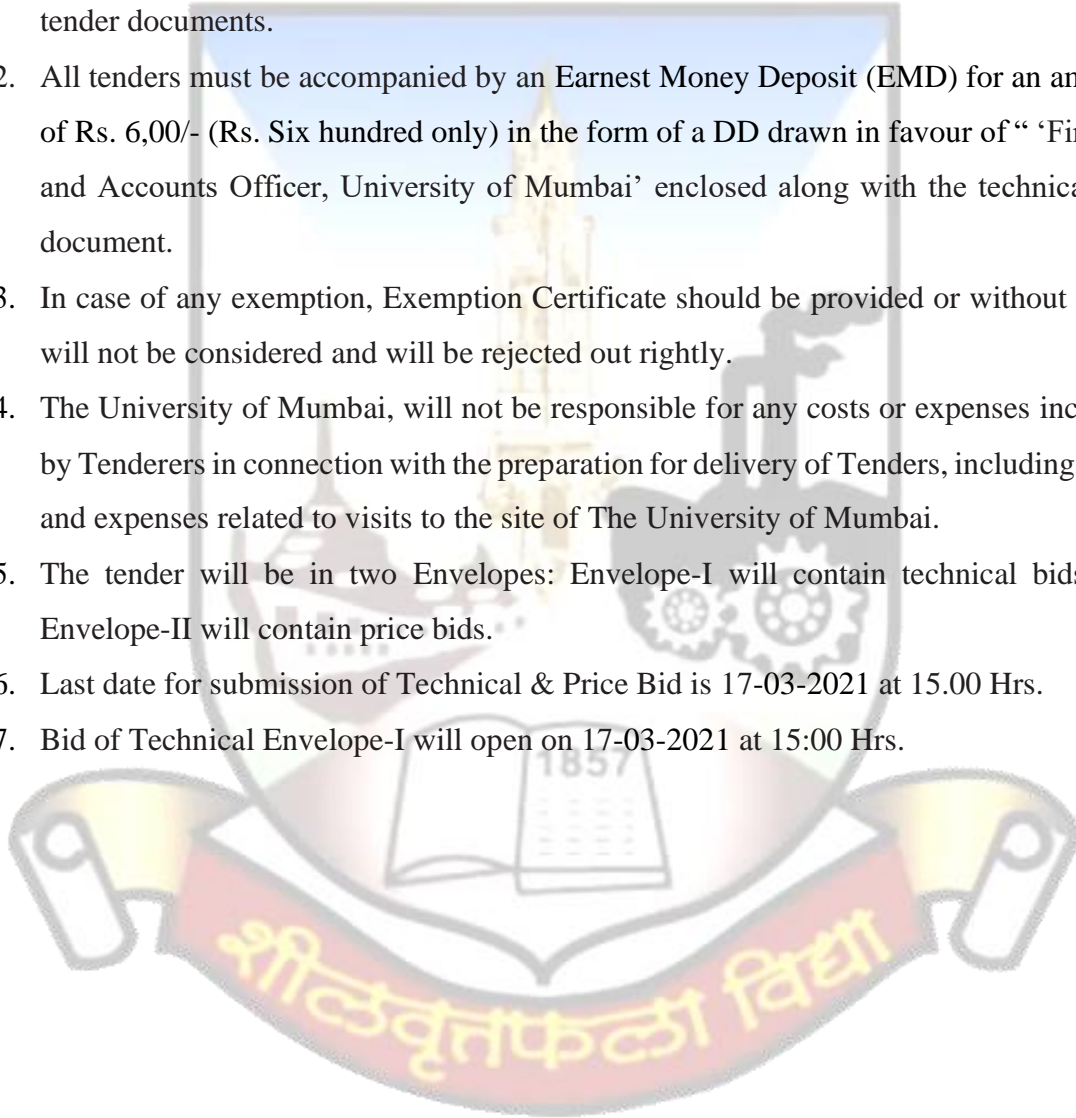 tender documents.
2. All tenders must be accompanied by an Earnest Money Deposit (EMD) for an
of Rs. 6,00/- (Rs. Six hundred only) in the form of a DD drawn in favour of “ ‘
and Accounts Officer, University of Mumbai’ enclosed along with the
document.
3. In case of any exemption, Exemption Certificate should be provided or without
will not be considered and will be rejected out rightly.
4. The University of Mumbai, will not be responsible for any costs or expenses
by Tenderers in connection with the preparation for delivery of Tenders, including
and expenses related to visits to the site of The University of Mumbai.
5. The tender will be in two Envelopes: Envelope-I will contain technical bids
Envelope-II will contain price bids.
6. Last date for submission of Technical & Price Bid is 17-03-2021 at 15.00 Hrs.
7. Bid of Technical Envelope-I will open on 17-03-2021 at 15:00 Hrs.
1857
शीलवृतफला विद्या